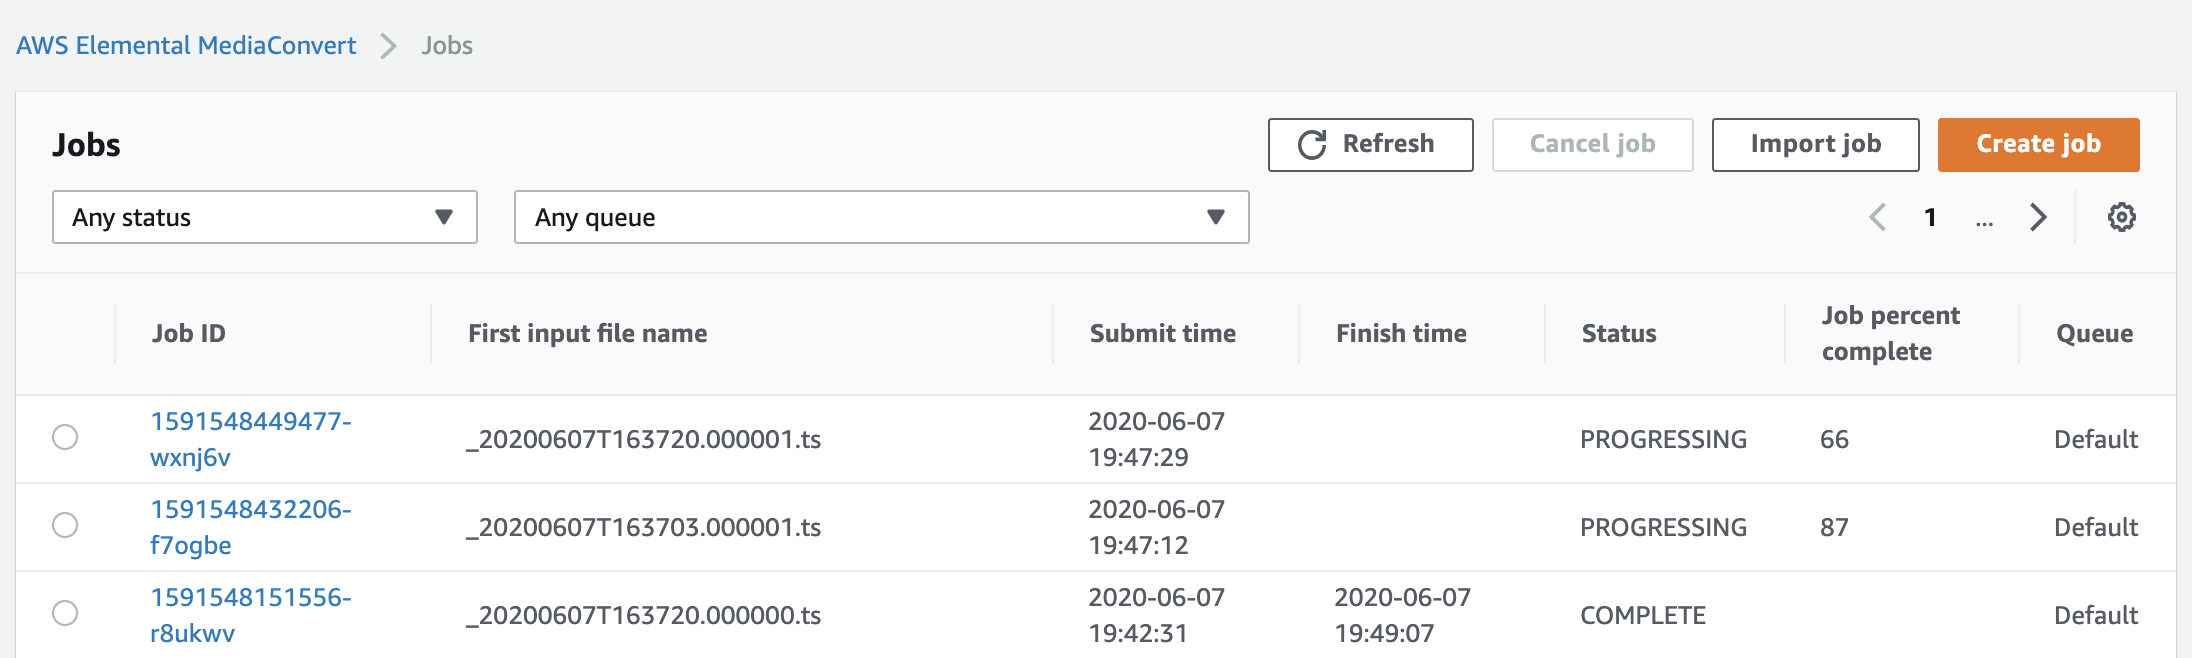 AWS Elemental MediaConvert > Jobs
Jobs
Refresh
Cancel job
Import job
Create job
Any status
Any queue
1 ...
Job ID First input file name Submit time Finish time Status Job percent complete Queue
1591548449477-wxnj6v _20200607T163720.000001.ts 2020-06-07 19:47:29 PROGRESSING 66 Default
1591548432206-f7ogbe _20200607T163703.000001.ts 2020-06-07 19:47:12 PROGRESSING 87 Default
1591548151556-r8ukwv _20200607T163720.000000.ts 2020-06-07 19:42:31 2020-06-07 19:49:07 COMPLETE Default